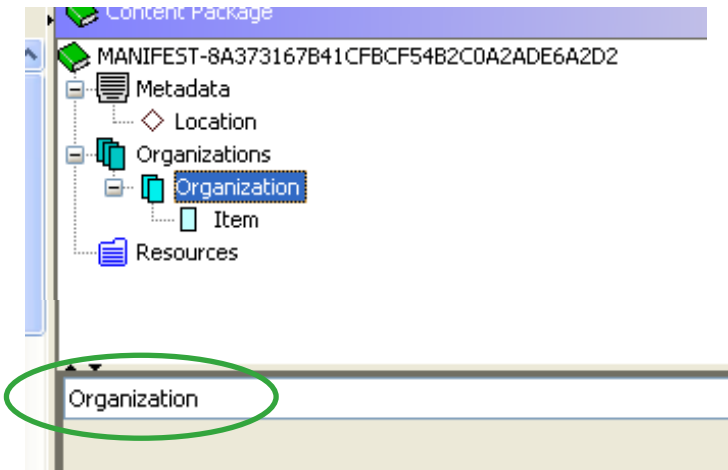 Content Package
MANIFEST-8A373167B41CFBCF54B2C0A2ADE6A2D2
Metadata
Location
Organizations
Organization
Item
Resources
Organization